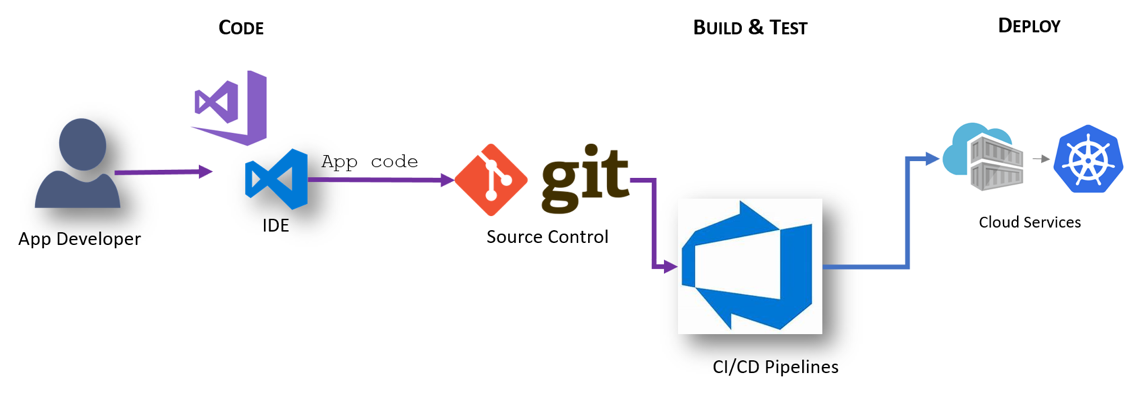 CODE
BUILD & TEST
DEPLOY
App code
git
IDE
App Developer
Source Control
Cloud Services
CI/CD Pipelines